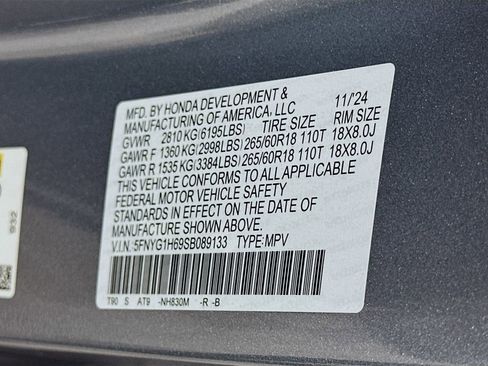 MFD. BY HONDA DEVELOPMENT & 11/'24
MANUFACTURING OF AMERICA, LLC
GVWR 2810 KG(6195LBS) TIRE SIZE RIM SIZE
GAWR F 1360 KG(2998LBS) 265/60R18 110T 18X8.0J
GAWR R 1535 KG(3384LBS) 265/60R18 110T 18X8.0J
THIS VEHICLE CONFORMS TO ALL APPLICABLE
FEDERAL MOTOR VEHICLE SAFETY
STANDARDS IN EFFECT ON THE DATE OF
MANUFACTURE SHOWN ABOVE.
V.I.N. 5FNYG1H69SB089133 TYPE:MPV
T90 S AT9 -NH830M -R -B
932